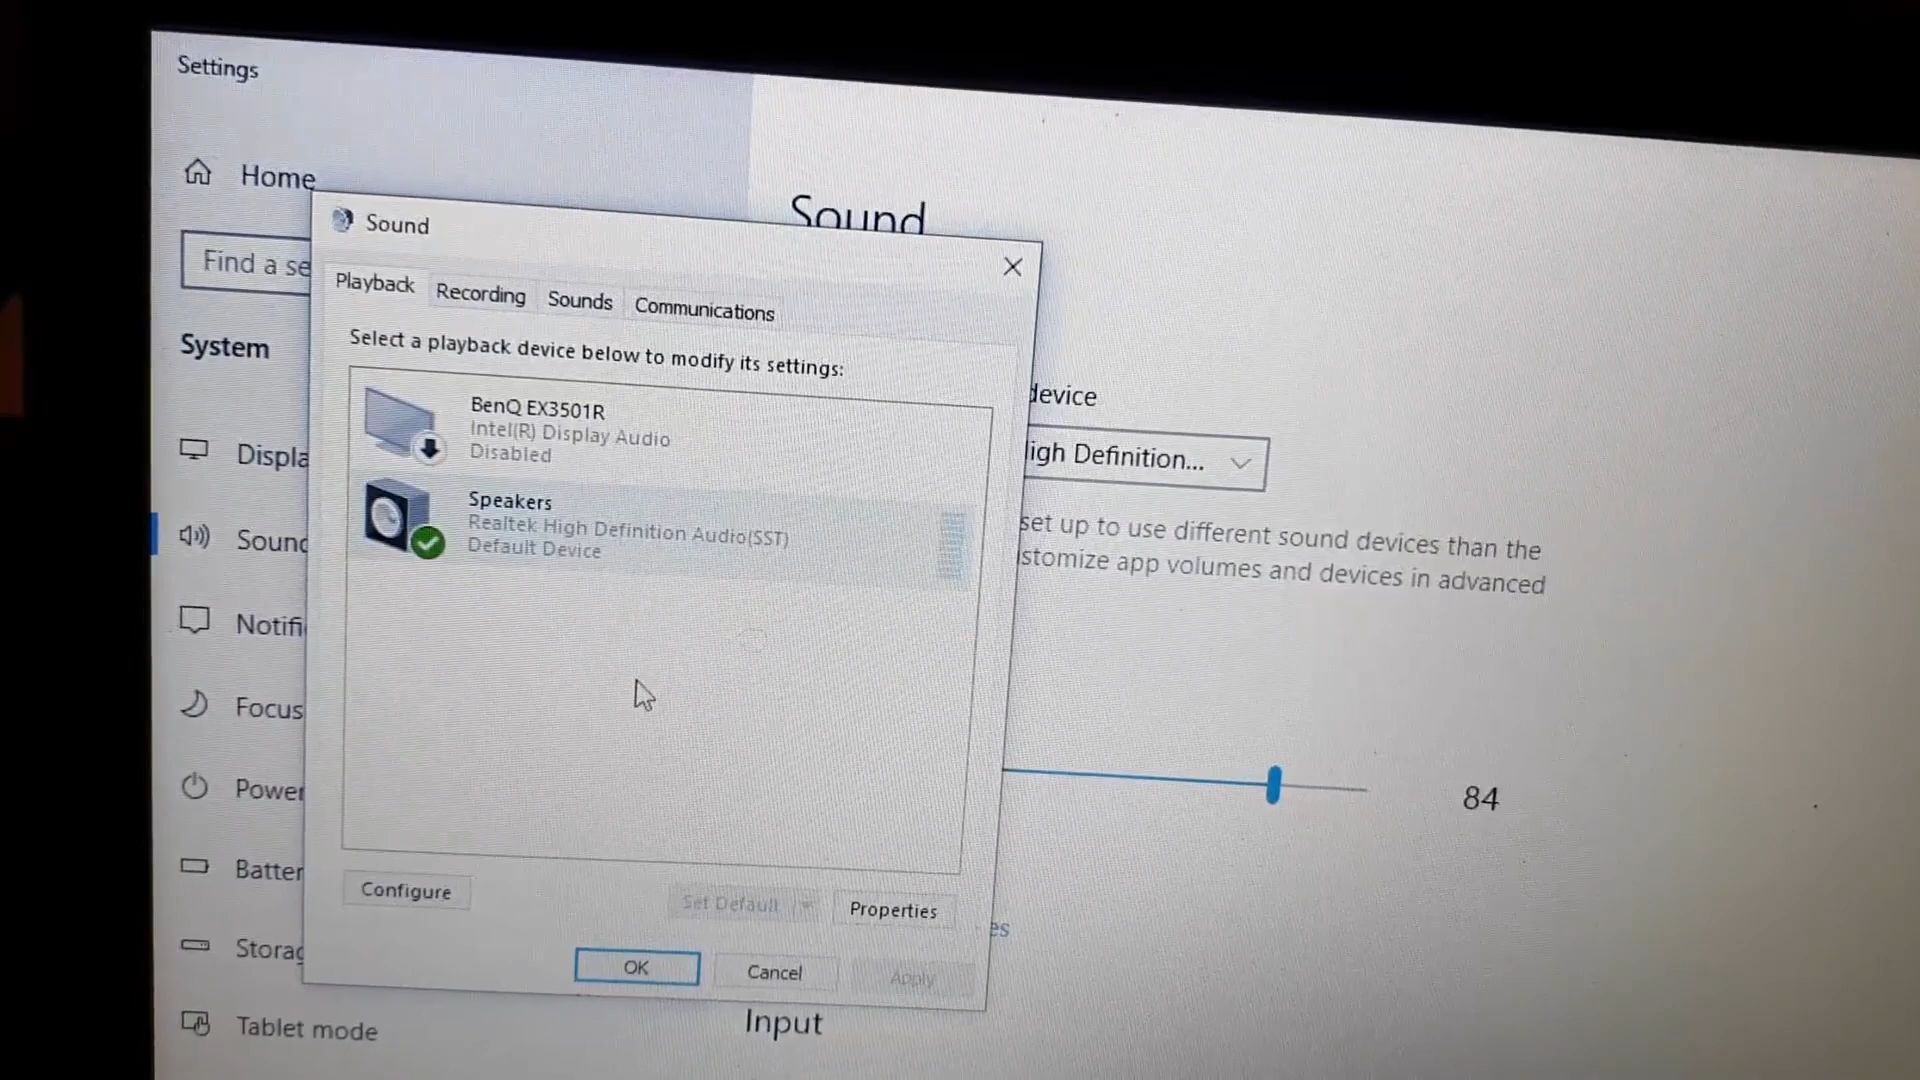 Settings
Home
Find a se
System
Displa
Sound
Notifi
Focus
Power
Batter
Storag
Tablet mode
Sound
Sound
Playback
Recording
Sounds
Communications
Select a playback device below to modify its settings:
BenQ EX3501R
Intel(R) Display Audio
Disabled
Speakers
Realtek High Definition Audio(SST)
Default Device
Configure
Set Default
Properties
OK
Cancel
Apply
device
igh Definition...
set up to use different sound devices than the
stomize app volumes and devices in advanced
84
es
Input